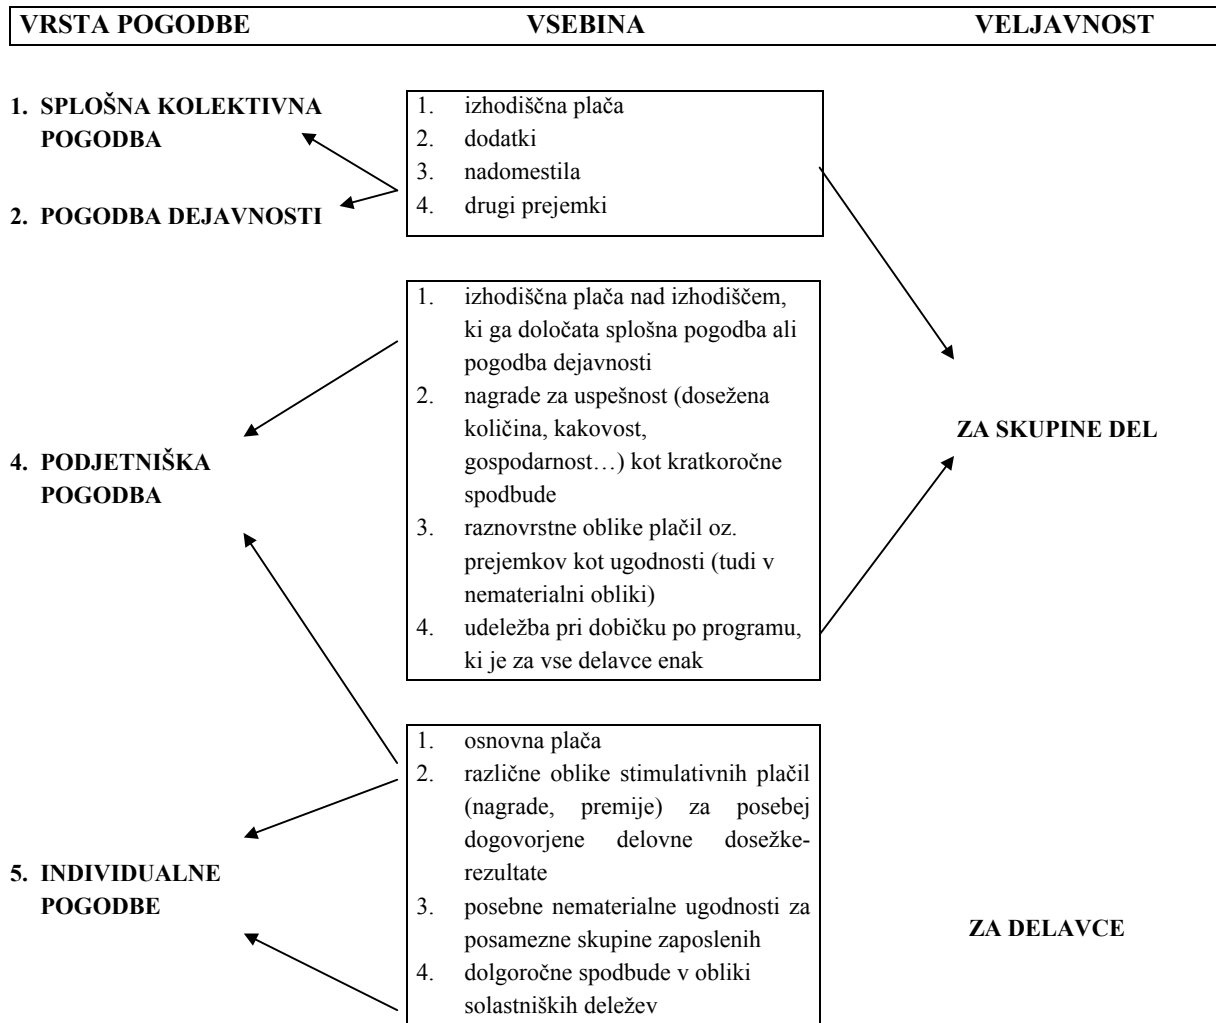 VRSTA POGODBE VSEBINA VELJAVNOST
1. SPLOŠNA KOLEKTIVNA
POGODBA
2. POGODBA DEJAVNOSTI
1. izhodiščna plača
2. dodatki
3. nadomestila
4. drugi prejemki
1. izhodiščna plača nad izhodiščem,
ki ga določata splošna pogodba ali
pogodba dejavnosti
2. nagrade za uspešnost (dosežena
količina, kakovost,
gospodarnost…) kot kratkoročne
spodbude
3. raznovrstne oblike plačil oz.
prejemkov kot ugodnosti (tudi v
nematerialni obliki)
4. udeležba pri dobičku po programu,
ki je za vse delavce enak
4. PODJETNIŠKA
POGODBA
ZA SKUPINE DEL
1. osnovna plača
2. različne oblike stimulativnih plačil
(nagrade, premije) za posebej
dogovorjene delovne dosežke-
rezultate
3. posebne nematerialne ugodnosti za
posamezne skupine zaposlenih
4. dolgoročne spodbude v obliki
solastniških deležev
5. INDIVIDUALNE
POGODBE
ZA DELAVCE